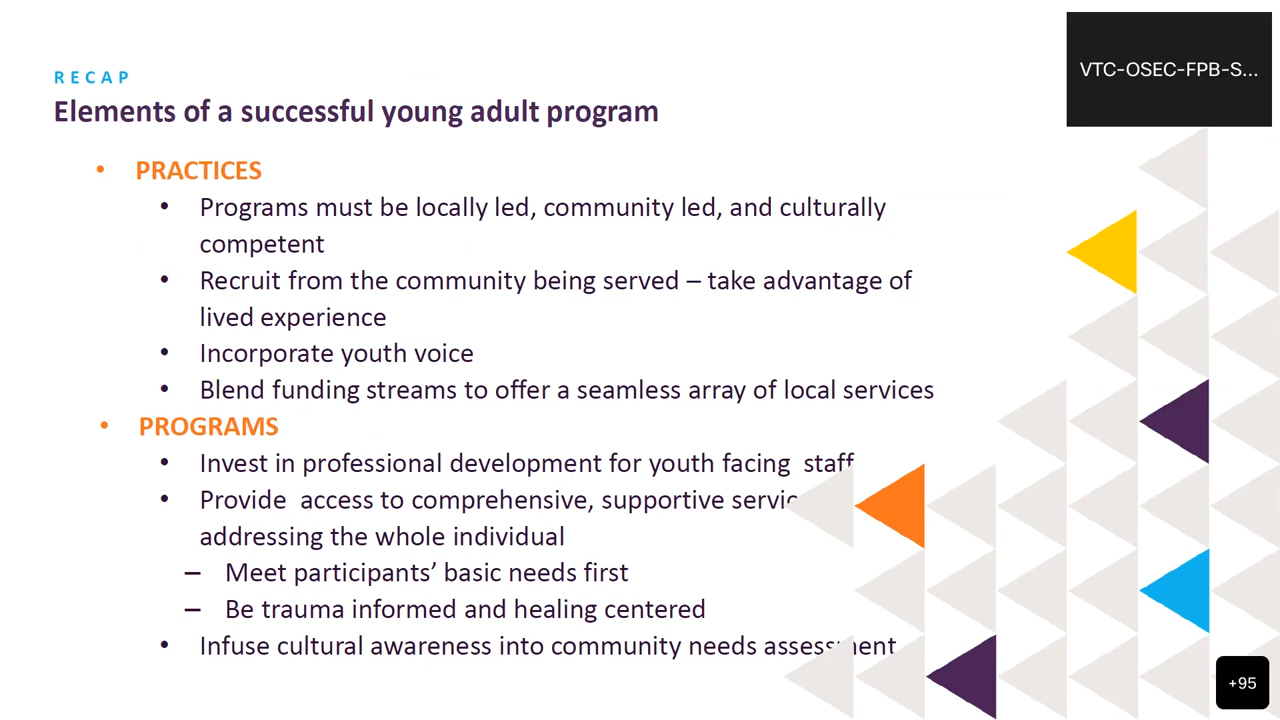 RECAP
Elements of a successful young adult program
VTC-OSEC-FPB-S...
• PRACTICES
• Programs must be locally led, community led, and culturally
competent
• Recruit from the community being served – take advantage of
lived experience
• Incorporate youth voice
• Blend funding streams to offer a seamless array of local services
• PROGRAMS
• Invest in professional development for youth facing  staff
• Provide  access to comprehensive, supportive servic
addressing the whole individual
– Meet participants’ basic needs first
– Be trauma informed and healing centered
• Infuse cultural awareness into community needs assessment
+95